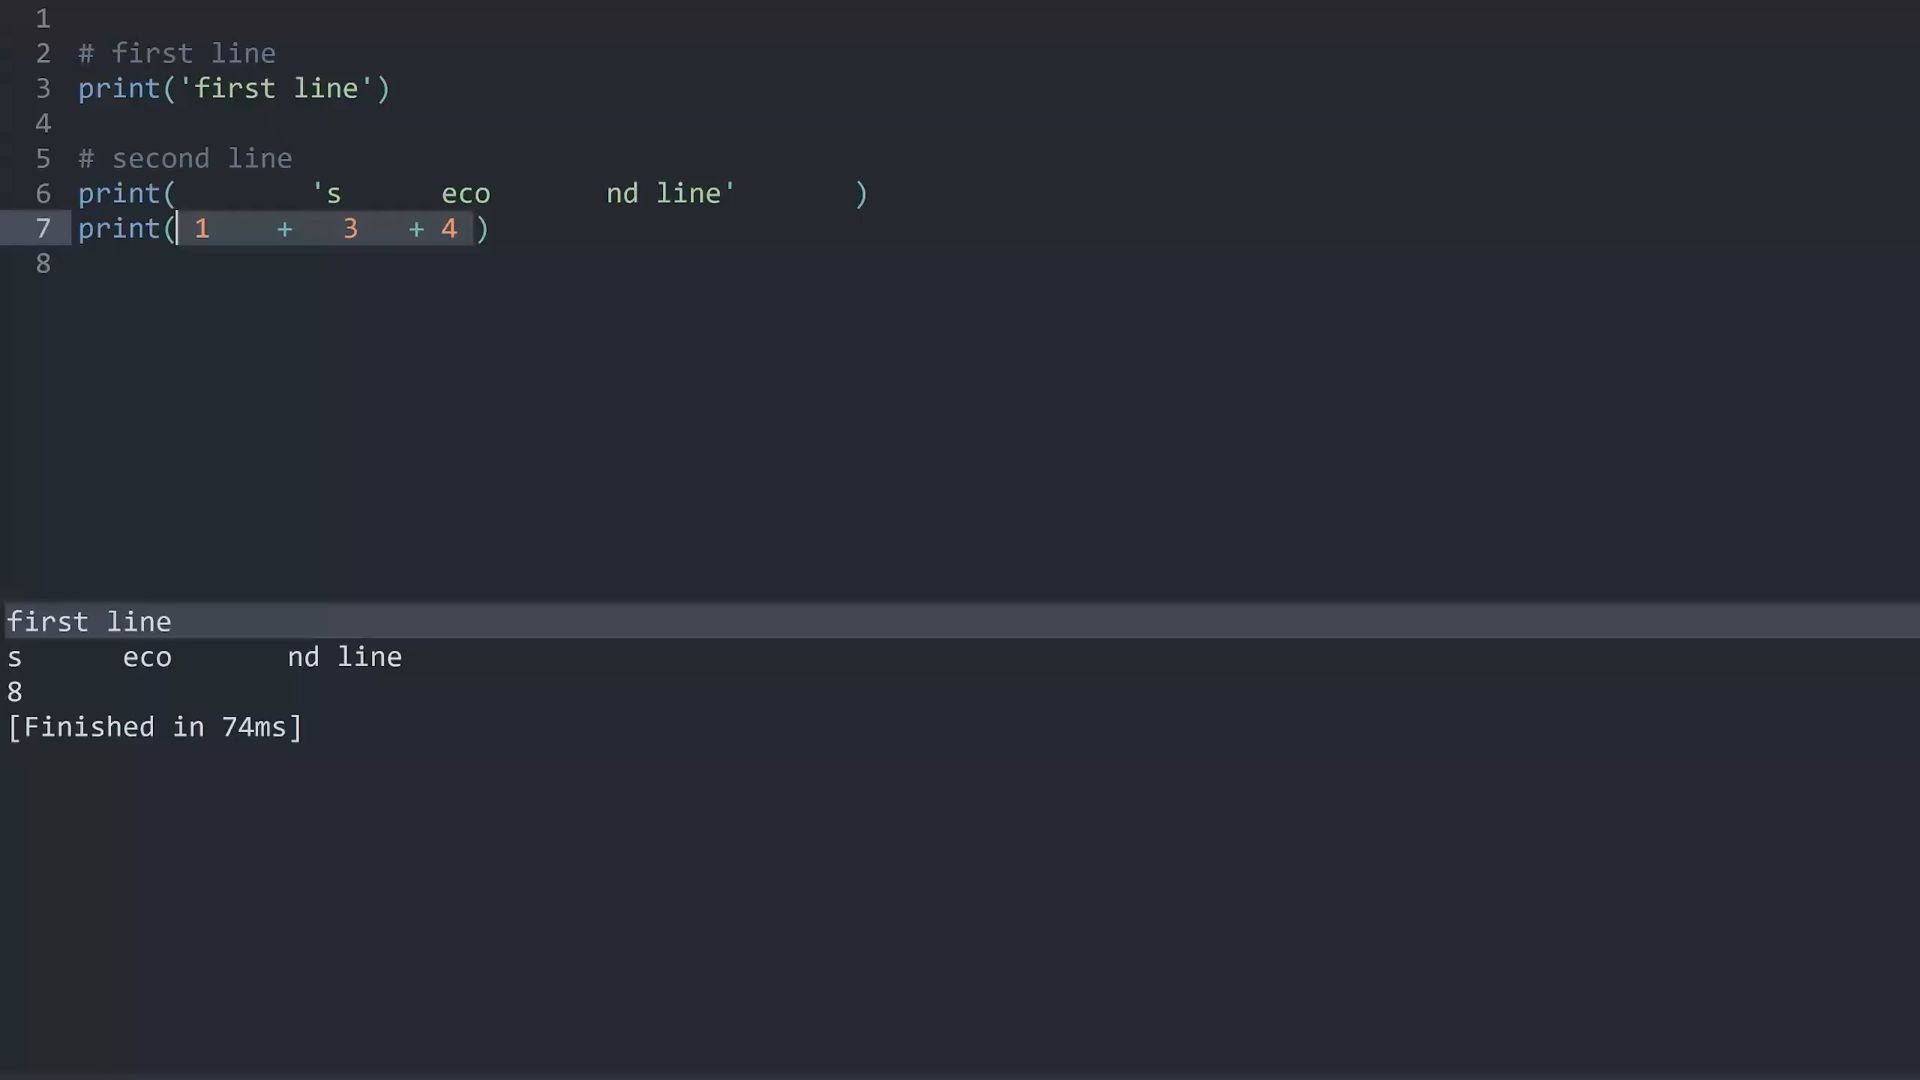 1
2 # first line
3 print('first line')
4
5 # second line
6 print(        's      eco       nd line'       )
7 print( 1    +   3   + 4 )
8
first line
s      eco       nd line
8
[Finished in 74ms]